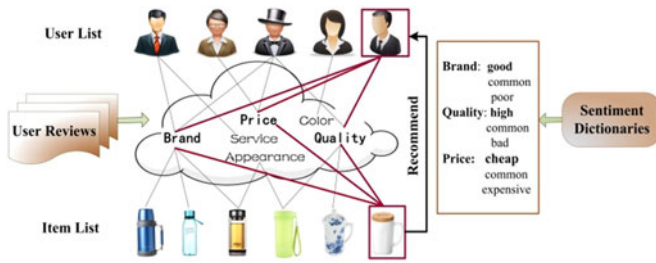 User List
User Reviews
Brand
Price
Color
Service
Quality
Appearance
Item List
Recommend
Brand: good
common
poor
Quality: high
common
bad
Price: cheap
common
expensive
Sentiment
Dictionaries